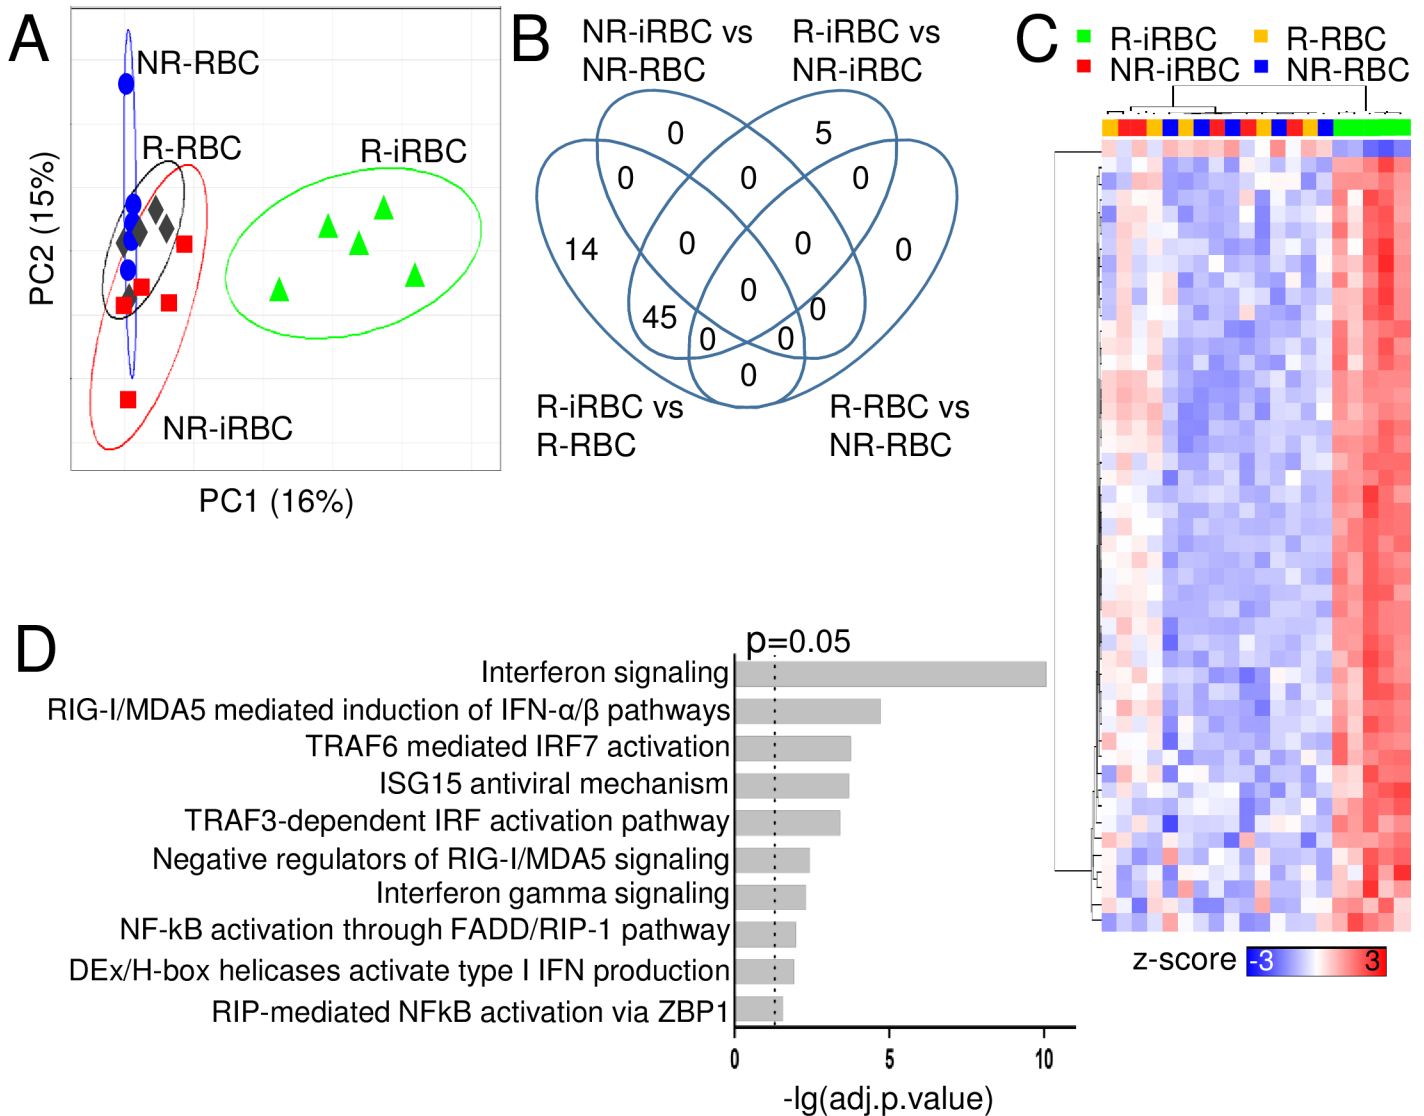 A
NR-RBC
R-RBC
R-iRBC
NR-iRBC
PC2 (15%)
PC1 (16%)
B
NR-iRBC vs
NR-RBC
R-iRBC vs
NR-iRBC
0
5
0
0
0
14
0
0
0
0
45
0
0
0
0
R-iRBC vs
R-RBC
R-RBC vs
NR-RBC
C
R-iRBC
R-RBC
NR-iRBC
NR-RBC
z-score
-3
3
D
p=0.05
Interferon signaling
RIG-I/MDA5 mediated induction of IFN-α/β pathways
TRAF6 mediated IRF7 activation
ISG15 antiviral mechanism
TRAF3-dependent IRF activation pathway
Negative regulators of RIG-I/MDA5 signaling
Interferon gamma signaling
NF-kB activation through FADD/RIP-1 pathway
DEx/H-box helicases activate type I IFN production
RIP-mediated NFkB activation via ZBP1
0
5
10
-lg(adj.p.value)